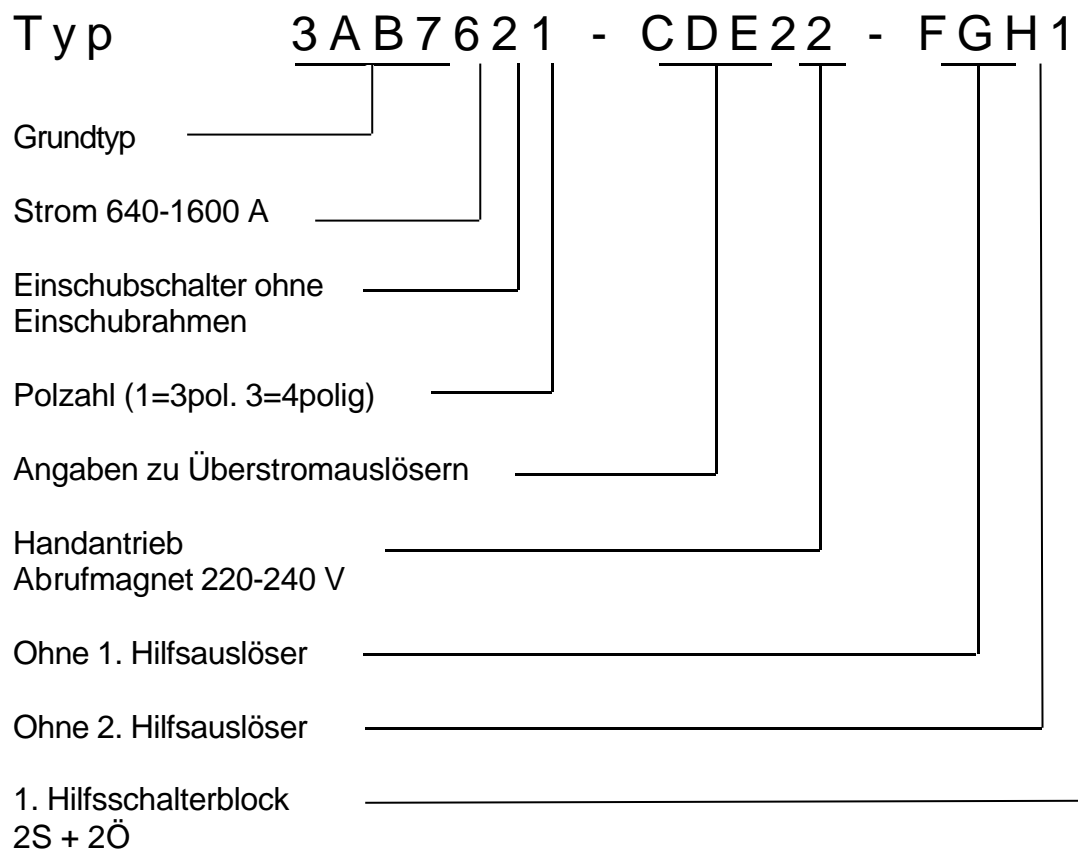 Typ 3AB7621 - CDE22 - FGH1
Grundtyp
Strom 640-1600 A
Einschubschalter ohne
Einschubrahmen
Polzahl (1=3pol. 3=4polig)
Angaben zu Überstromauslösern
Handantrieb
Abrufmagnet 220-240 V
Ohne 1. Hilfsauslöser
Ohne 2. Hilfsauslöser
1. Hilfsschalterblock
2S + 2Ö